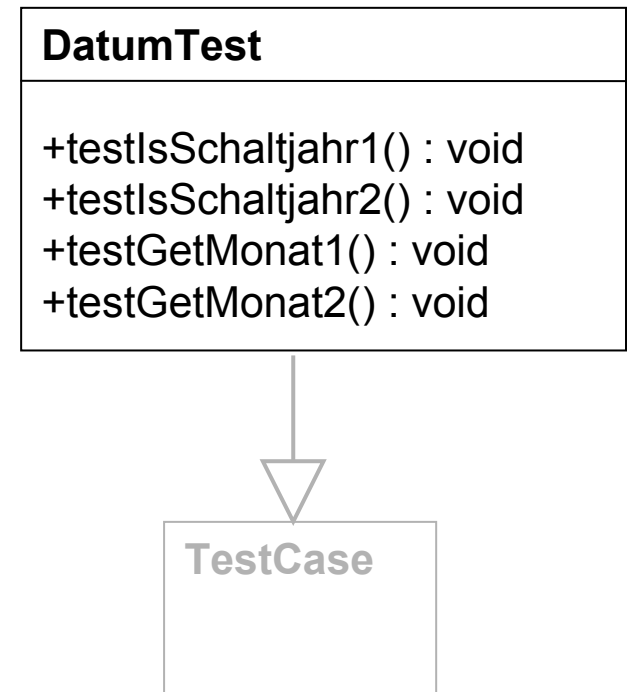 DatumTest
+testIsSchaltjahr1() : void
+testIsSchaltjahr2() : void
+testGetMonat1() : void
+testGetMonat2() : void
TestCase